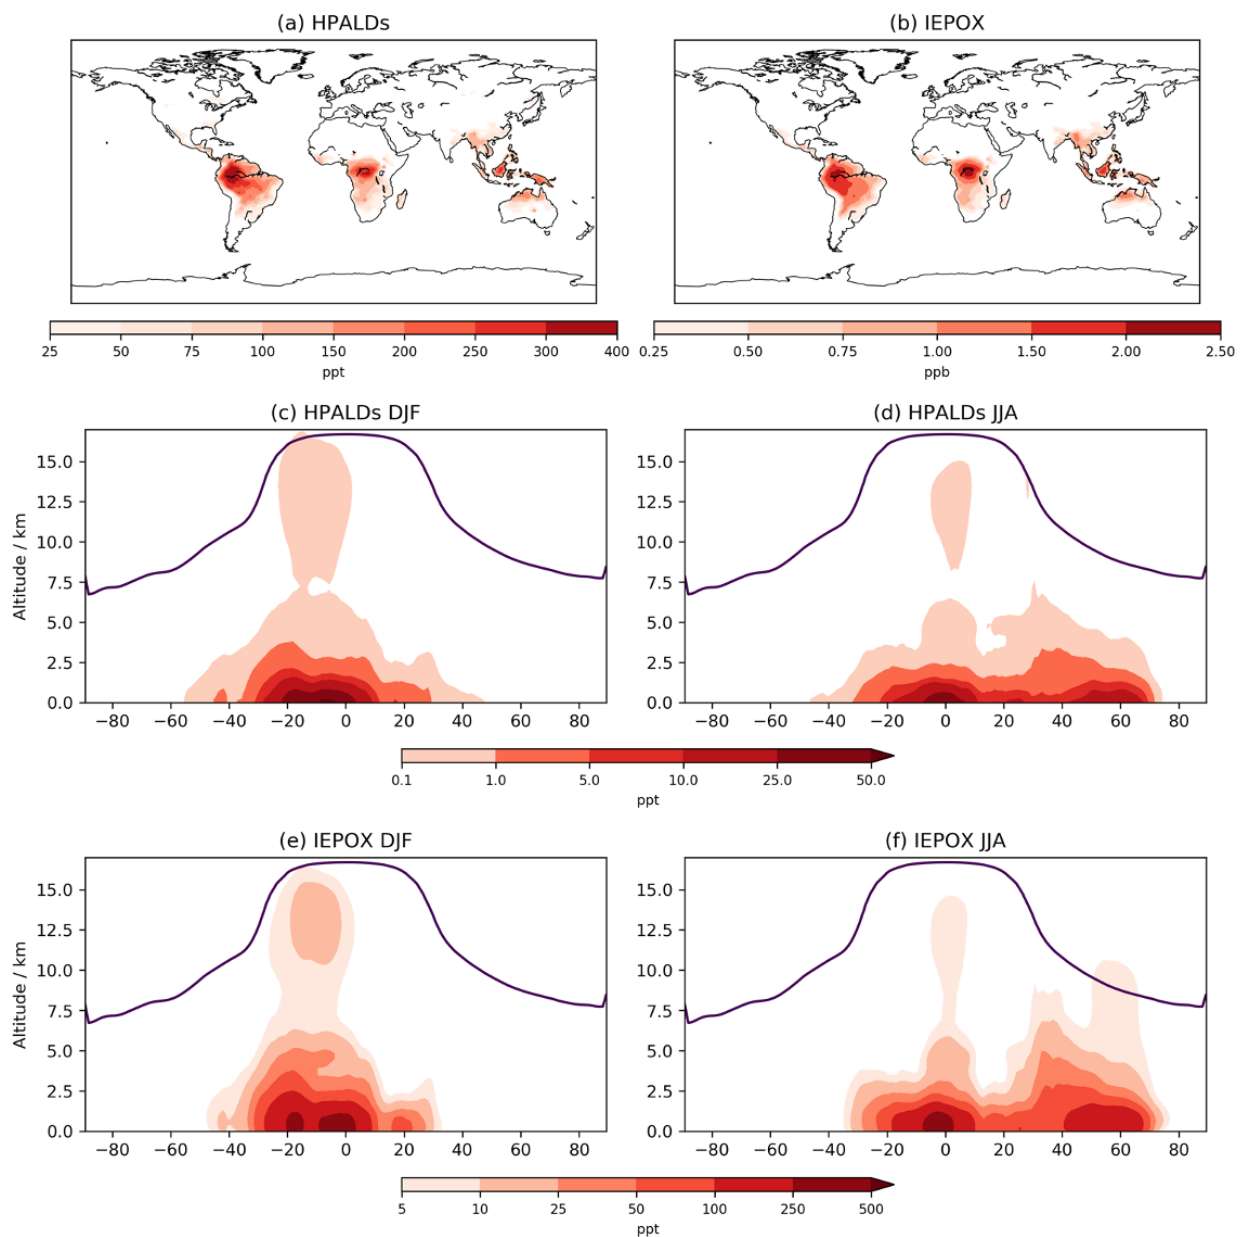 (a) HPALDs
(b) IEPOX
25 50 75 100 150 200 250 300 400
ppt
0.25 0.50 0.75 1.00 1.50 2.00 2.50
ppb
(c) HPALDs DJF
(d) HPALDs JJA
Altitude / km
15.0
12.5
10.0
7.5
5.0
2.5
0.0
−80 −60 −40 −20 0 20 40 60 80
15.0
12.5
10.0
7.5
5.0
2.5
0.0
−80 −60 −40 −20 0 20 40 60 80
0.1 1.0 5.0 10.0 25.0 50.0
ppt
(e) IEPOX DJF
(f) IEPOX JJA
Altitude / km
15.0
12.5
10.0
7.5
5.0
2.5
0.0
−80 −60 −40 −20 0 20 40 60 80
15.0
12.5
10.0
7.5
5.0
2.5
0.0
−80 −60 −40 −20 0 20 40 60 80
5 10 25 50 100 250 500
ppt